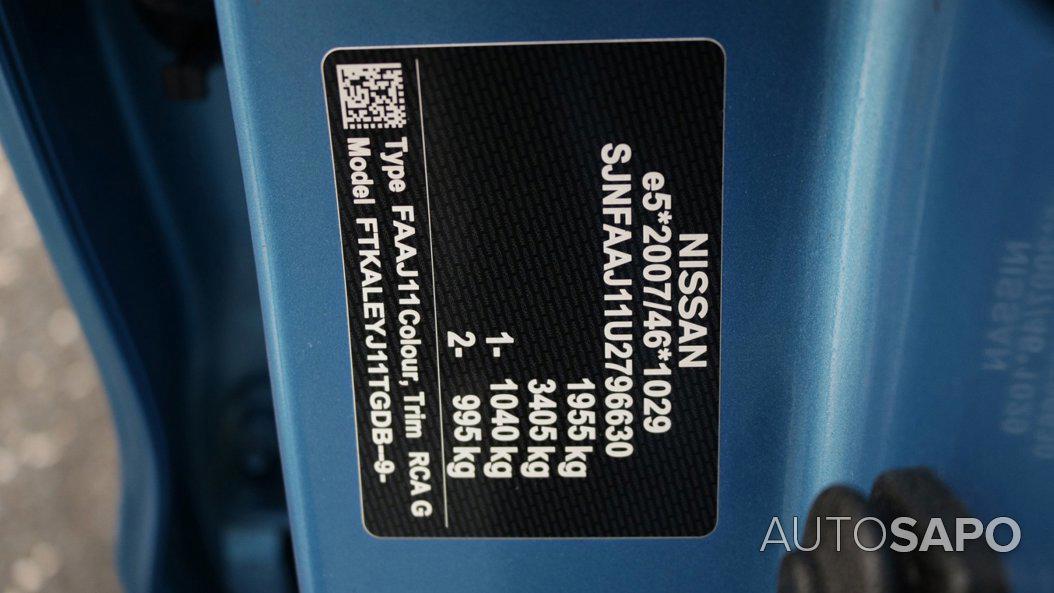 NISSAN
e5*2007/46*1029
SJNFAAJ11U2796630
1955 kg
3405 kg
1- 1040 kg
2- 995 kg
Type FAAJ11 Colour, Trim RCA G
Model FTKALEYJ11TGDB--9-
AUTOSAPO